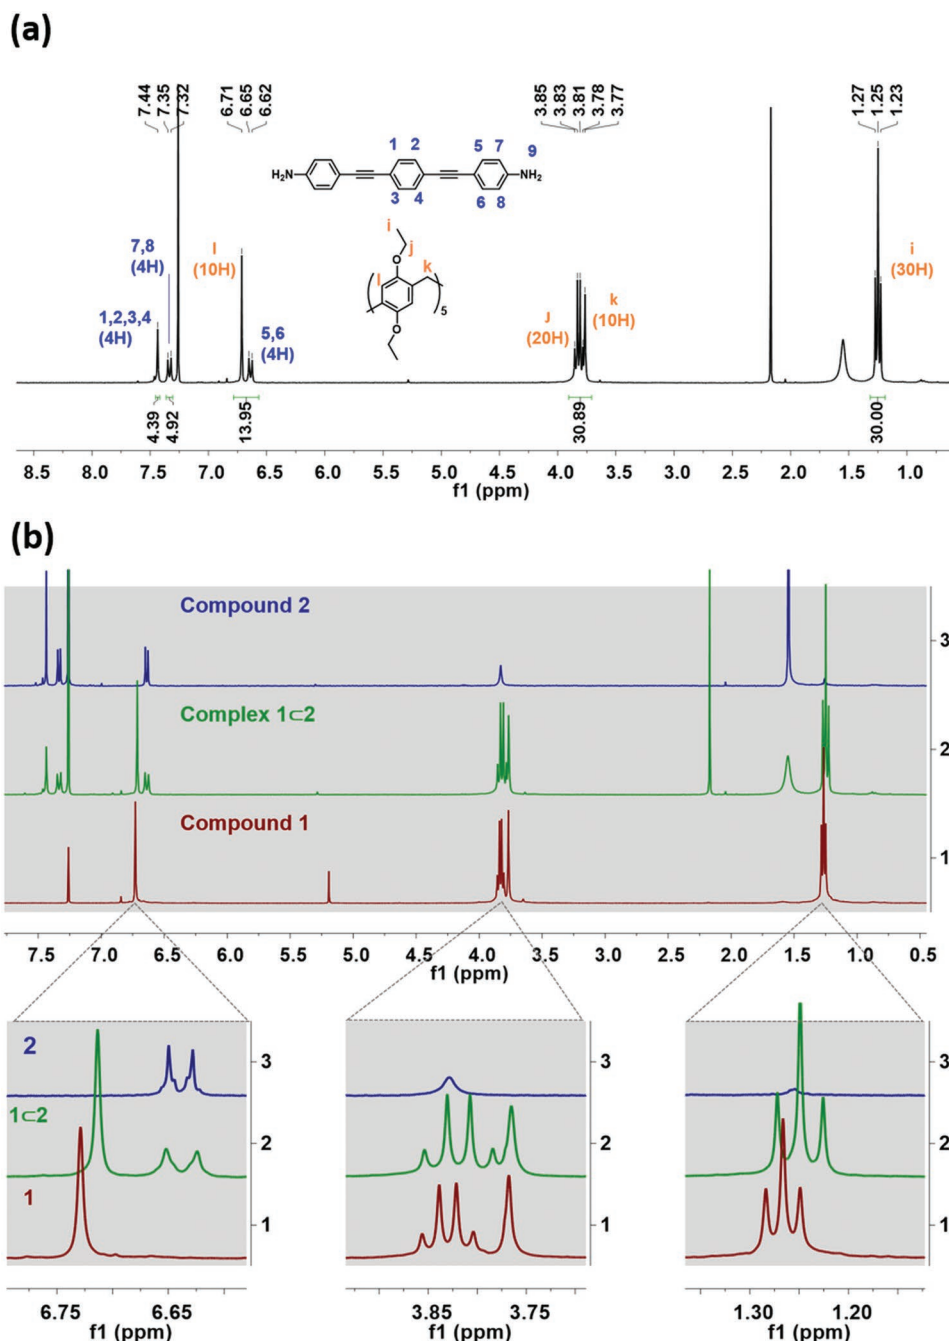 (a)
7.44
7.35
7.32
6.71
6.65
6.62
3.85
3.83
3.81
3.78
3.77
1.27
1.25
1.23
1 2 5 7 9
H₂N NH₂
3 4 6 8
i
j
O k
l
5
O
7,8
(4H)
l
(10H)
1,2,3,4
(4H)
5,6
(4H)
J
(20H)
k
(10H)
i
(30H)
4.39
4.92
13.95
30.89
30.00
8.5 8.0 7.5 7.0 6.5 6.0 5.5 5.0 4.5 4.0 3.5 3.0 2.5 2.0 1.5 1.0
f1 (ppm)
(b)
Compound 2
3
Complex 1⊂2
2
Compound 1
1
7.5 7.0 6.5 6.0 5.5 5.0 4.5 4.0 3.5 3.0 2.5 2.0 1.5 1.0 0.5
f1 (ppm)
2
1⊂2
1
3
2
1
6.75 6.65
f1 (ppm)
3
2
1
3.85 3.75
f1 (ppm)
3
2
1
1.30 1.20
f1 (ppm)